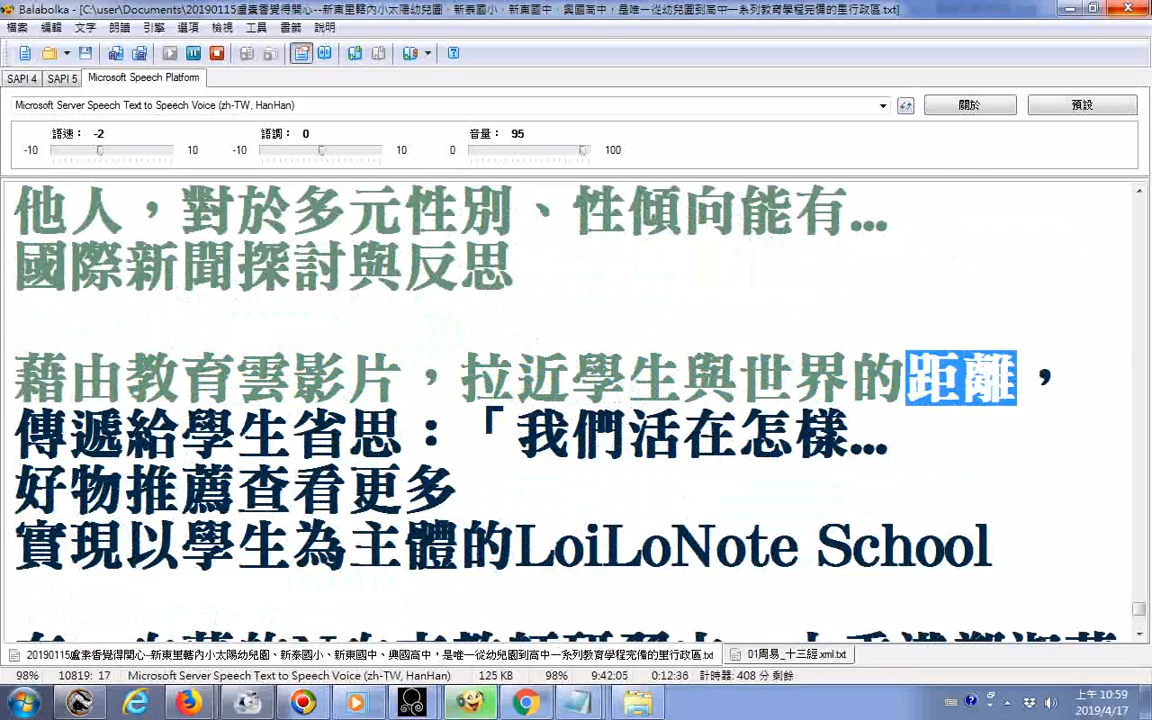 Balabolka - [C:\user\Documents\20190115盧素香覺得開心--新東里轄內小太陽幼兒園、新泰國小、新東國中、興國高中，是唯一從幼兒園到高中一系列教育學程完備的里行政區.txt]
檔案 編輯 文字 朗讀 引擎 選項 檢視 工具 書籤 說明
SAPI 4 SAPI 5 Microsoft Speech Platform
Microsoft Server Speech Text to Speech Voice (zh-TW, HanHan) 關於 預設
語速： -2 語調： 0 音量： 95
-10 10 -10 10 0 100
他人，對於多元性別、性傾向能有...
國際新聞探討與反思
藉由教育雲影片，拉近學生與世界的距離，
傳遞給學生省思：「我們活在怎樣...
好物推薦查看更多
實現以學生為主體的LoiLoNote School
20190115盧素香覺得開心--新東里轄內小太陽幼兒園、新泰國小、新東國中、興國高中，是唯一從幼兒園到高中一系列教育學程完備的里行政區.txt 01周易_十三經.xml.txt
98% 10819: 17 Microsoft Server Speech Text to Speech Voice (zh-TW, HanHan) 125 KB 98% 9:42:05 0:12:36 計時器: 408 分 剩餘
上午 10:59
2019/4/17